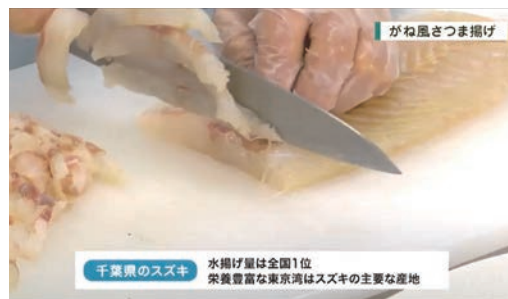 がね風さつま揚げ
千葉県のスズキ
水揚げ量は全国1位
栄養豊富な東京湾はスズキの主要な産地